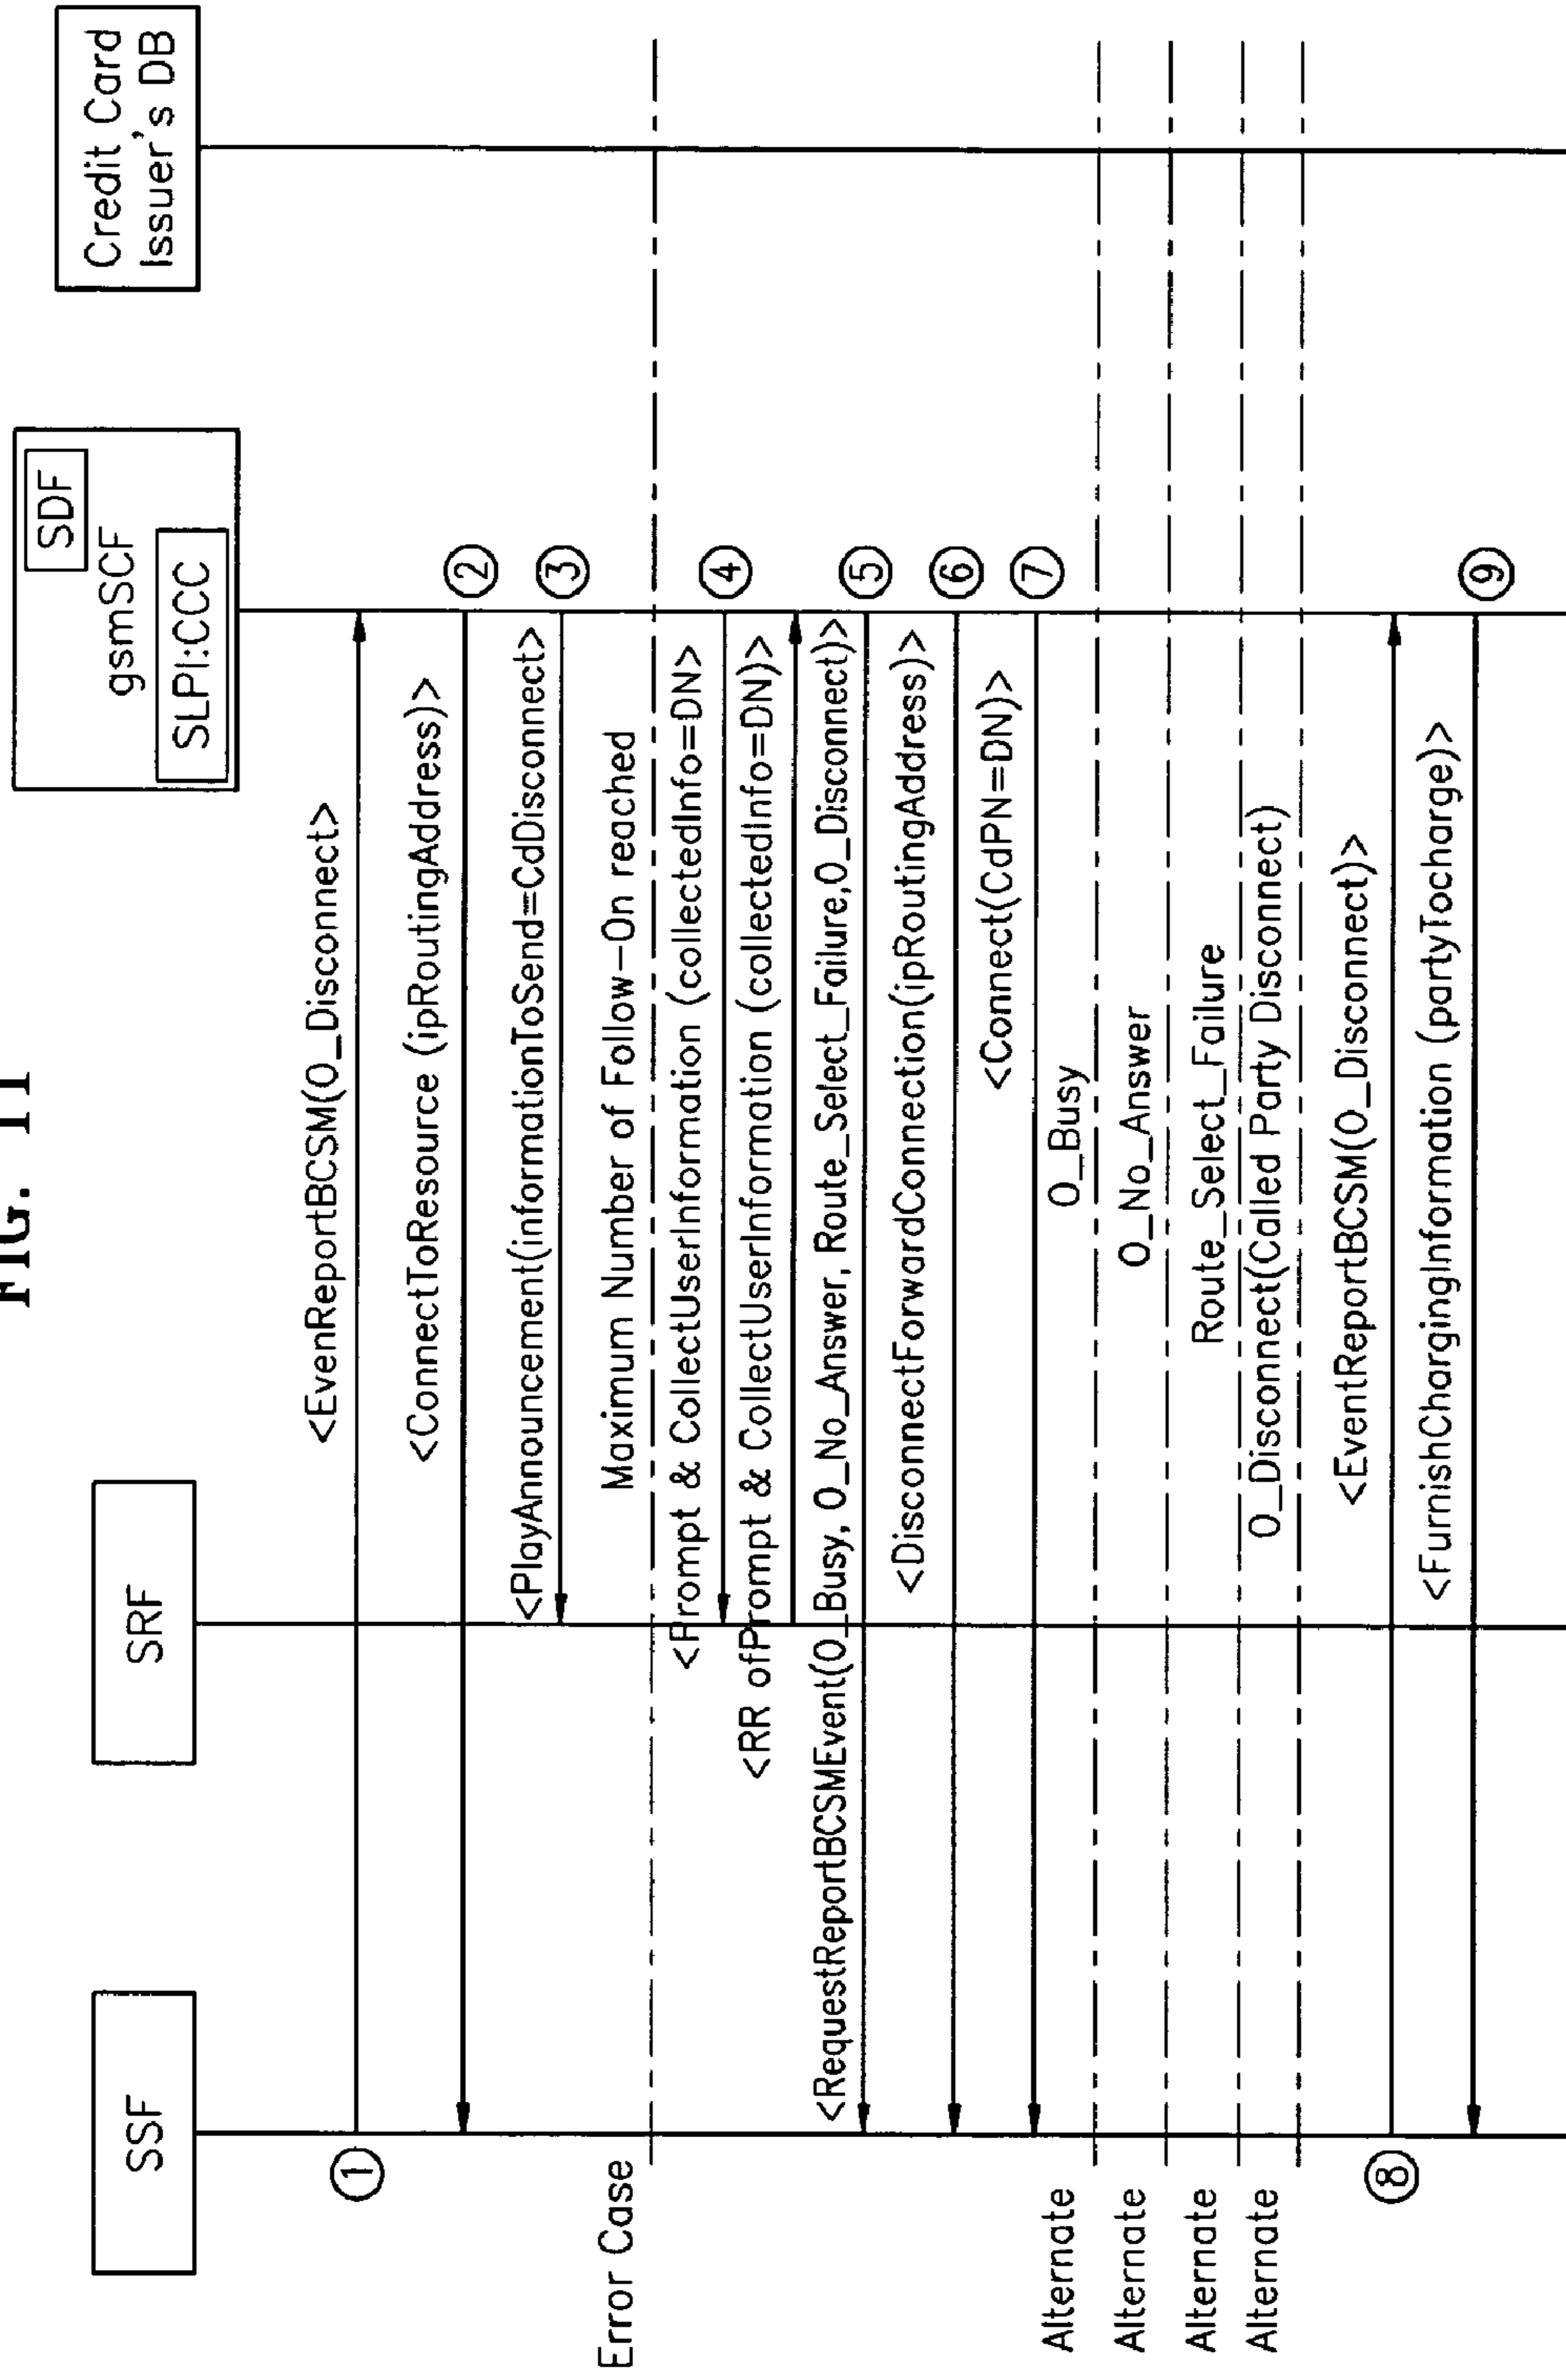 FIG. 11
SSF
SRF
SDF
gsmSCF
SLPI:CCC
Credit Card
Issuer's DB
①
<EvenReportBCSM(O_Disconnect>
<ConnectToResource (ipRoutingAddress)>
②
<PlayAnnouncement(informationToSend=CdDisconnect>
③
Error Case
Maximum Number of Follow-On reached
<Prompt & CollectUserInformation (collectedInfo=DN>
④
<RR ofPrompt & CollectUserInformation (collectedInfo=DN)>
<RequestReportBCSMEvent(O_Busy, O_No_Answer, Route_Select_Failure,O_Disconnect)>
⑤
<DisconnectForwardConnection(ipRoutingAddress)>
⑥
<Connect(CdPN=DN)>
⑦
Alternate
O_Busy
Alternate
O_No_Answer
Alternate
Route_Select_Failure
Alternate
O_Disconnect(Called Party Disconnect)
⑧
<EventReportBCSM(O_Disconnect)>
<FurnishChargingInformation (partyTocharge)>
⑨